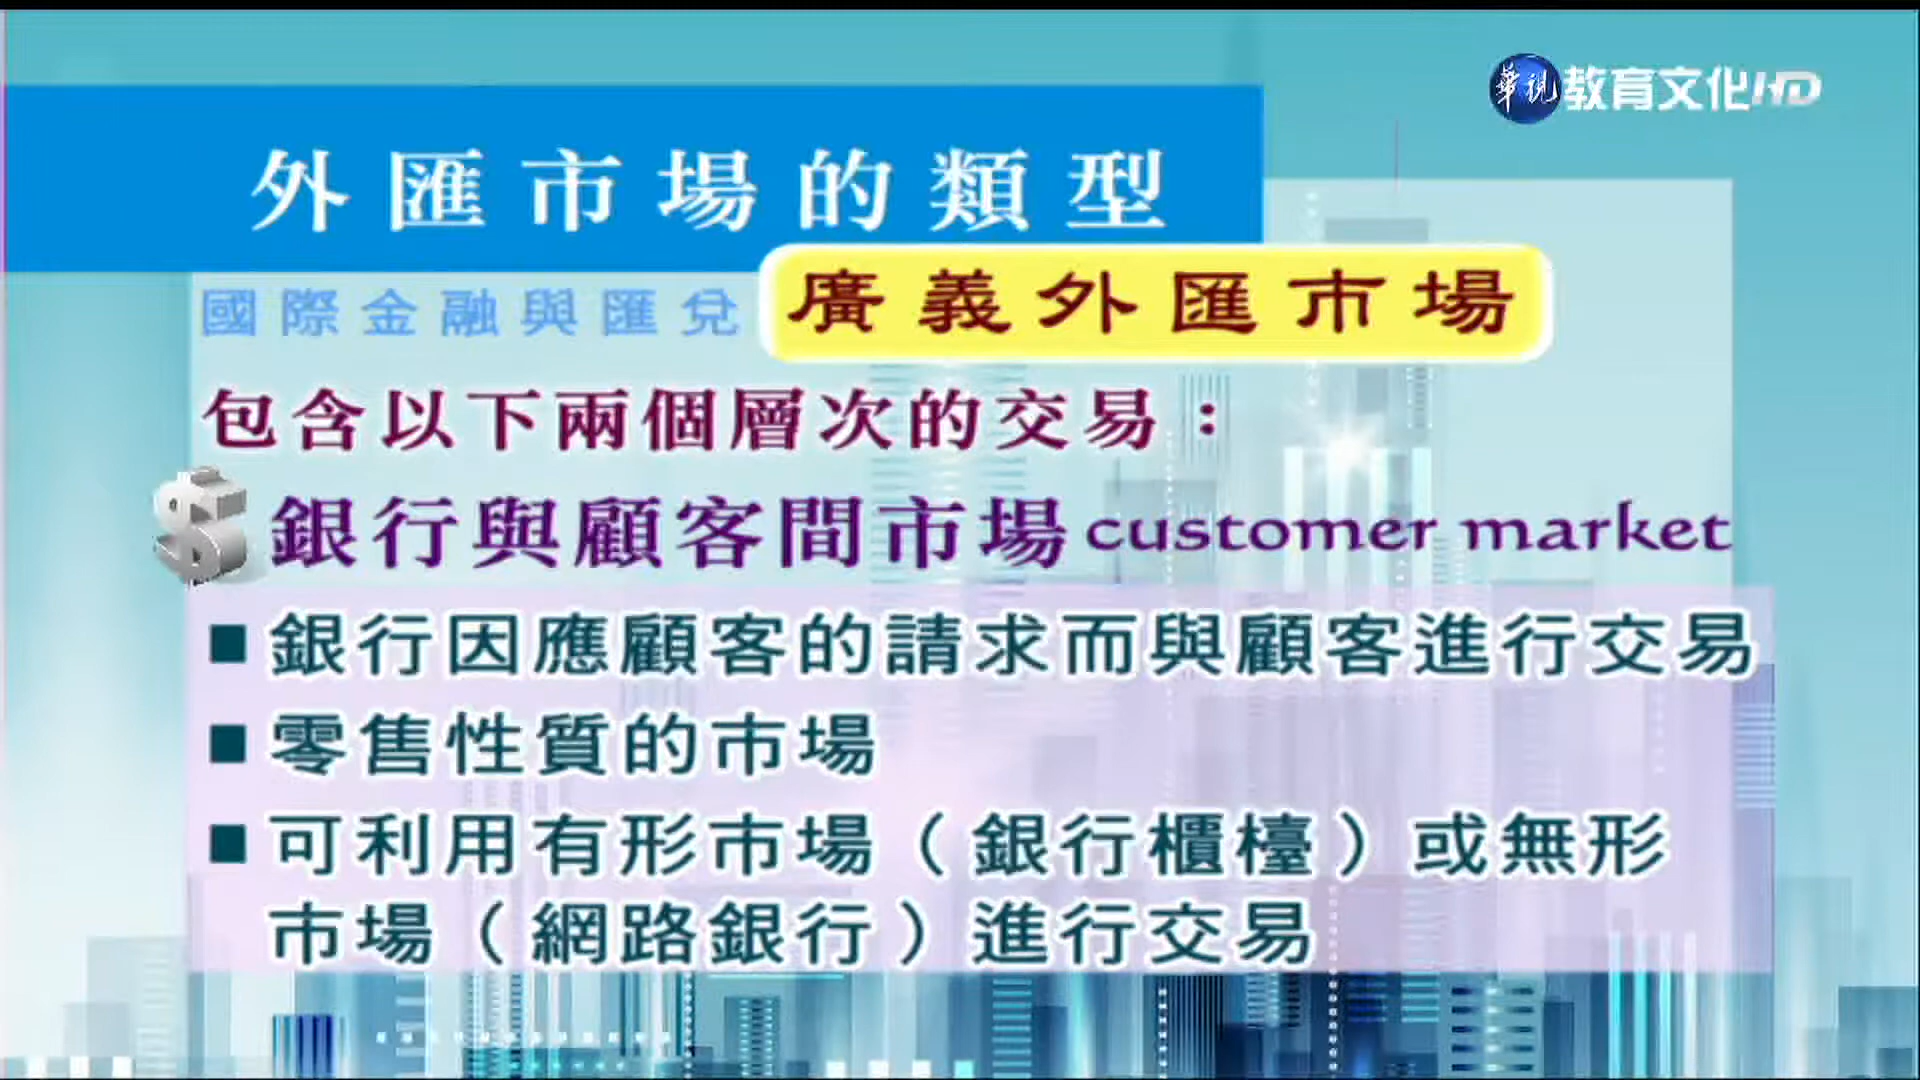 華視 教育文化HD
外匯市場的類型
國際金融與匯兌
廣義外匯市場
包含以下兩個層次的交易：
銀行與顧客間市場 customer market
■ 銀行因應顧客的請求而與顧客進行交易
■ 零售性質的市場
■ 可利用有形市場（銀行櫃檯）或無形
市場（網路銀行）進行交易